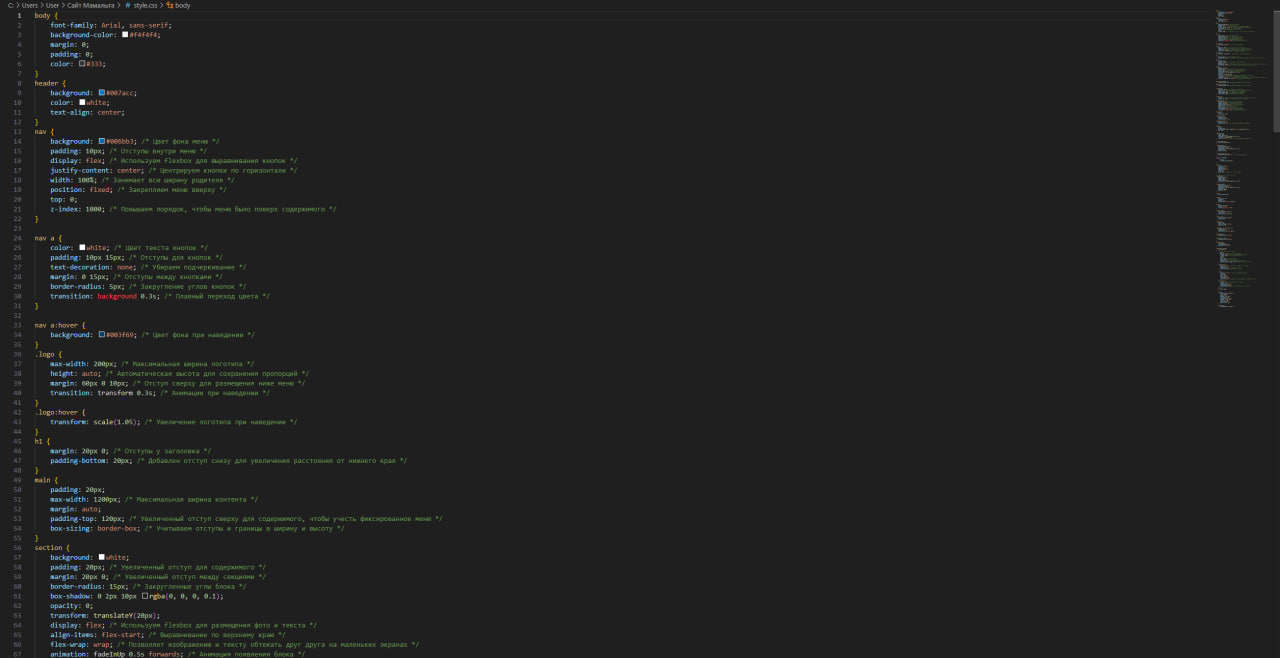 C: > Users > User > Сайт Мамалыга > # style.css > body
1 body {
2 font-family: Arial, sans-serif;
3 background-color: #f4f4f4;
4 margin: 0;
5 padding: 0;
6 color: #333;
7 }
8 header {
9 background: #007acc;
10 color: white;
11 text-align: center;
12 }
13 nav {
14 background: #006bb3; /* Цвет фона меню */
15 padding: 10px; /* Отступы внутри меню */
16 display: flex; /* Используем flexbox для выравнивания кнопок */
17 justify-content: center; /* Центрируем кнопки по горизонтали */
18 width: 100%; /* Занимает всю ширину родителя */
19 position: fixed; /* Закрепляем меню вверху */
20 top: 0;
21 z-index: 1000; /* Повышаем порядок, чтобы меню было поверх содержимого */
22 }
23
24 nav a {
25 color: white; /* Цвет текста кнопок */
26 padding: 10px 15px; /* Отступы для кнопок */
27 text-decoration: none; /* Убираем подчеркивание */
28 margin: 0 15px; /* Отступы между кнопками */
29 border-radius: 5px; /* Закругление углов кнопок */
30 transition: background 0.3s; /* Плавный переход цвета */
31 }
32
33 nav a:hover {
34 background: #003f69; /* Цвет фона при наведении */
35 }
36 .logo {
37 max-width: 200px; /* Максимальная ширина логотипа */
38 height: auto; /* Автоматическая высота для сохранения пропорций */
39 margin: 60px 0 10px; /* Отступ сверху для размещения ниже меню */
40 transition: transform 0.3s; /* Анимации при наведении */
41 }
42 .logo:hover {
43 transform: scale(1.05); /* Увеличение логотипа при наведении */
44 }
45 h1 {
46 margin: 20px 0; /* Отступы у заголовка */
47 padding-bottom: 20px; /* Добавлен отступ снизу для увеличения расстояния от нижнего края */
48 }
49 main {
50 padding: 20px;
51 max-width: 1200px; /* Максимальная ширина контента */
52 margin: auto;
53 padding-top: 120px; /* Увеличенный отступ сверху для содержимого, чтобы учесть фиксированное меню */
54 box-sizing: border-box; /* Учитываем отступы и границы в ширину и высоту */
55 }
56 section {
57 background: white;
58 padding: 20px; /* Увеличенный отступ для содержимого */
59 margin: 20px 0; /* Увеличенный отступ между секциями */
60 border-radius: 15px; /* Закругленные углы блока */
61 box-shadow: 0 2px 10px rgba(0, 0, 0, 0.1);
62 opacity: 0;
63 transform: translateY(20px);
64 display: flex; /* Используем flexbox для размещения фото и текста */
65 align-items: flex-start; /* Выравнивание по верхнему краю */
66 flex-wrap: wrap; /* Позволяет изображению и тексту обтекать друг друга на маленьких экранах */
67 animation: fadeInUp 0.5s forwards; /* Анимация появления блока */